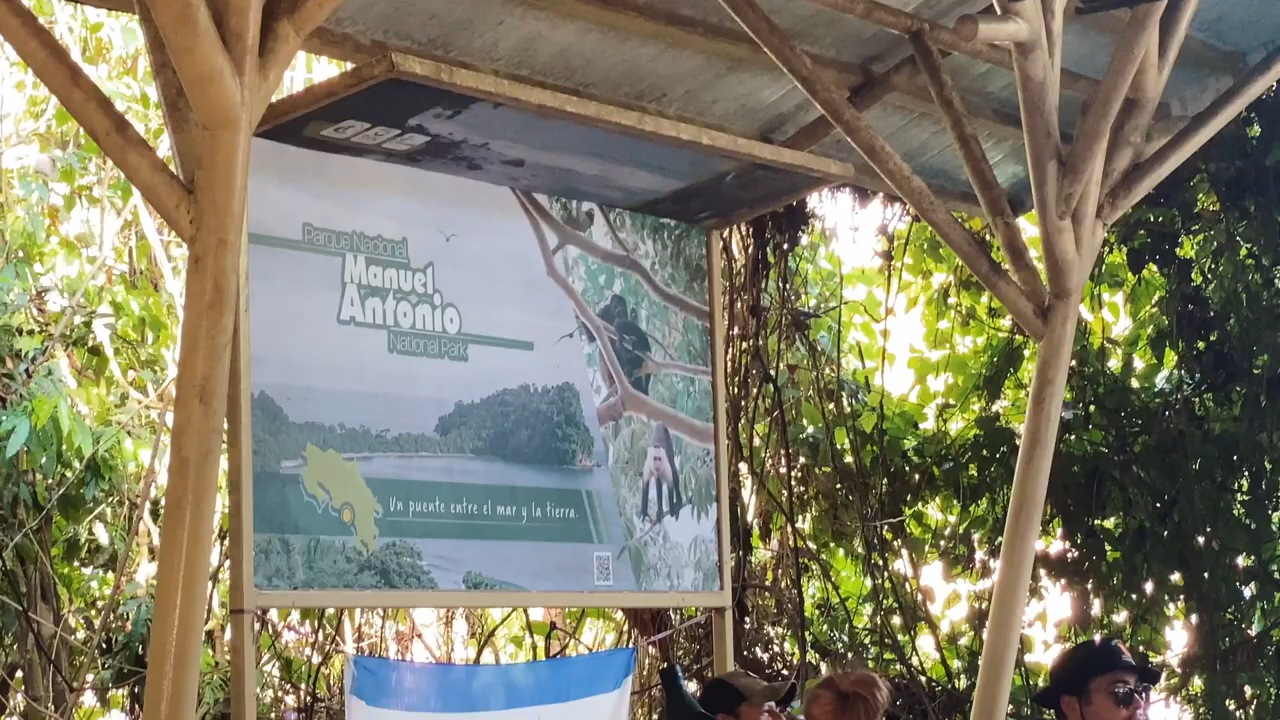 Parque Nacional
Manuel
Antonio
National Park
Un puente entre el mar y la tierra.